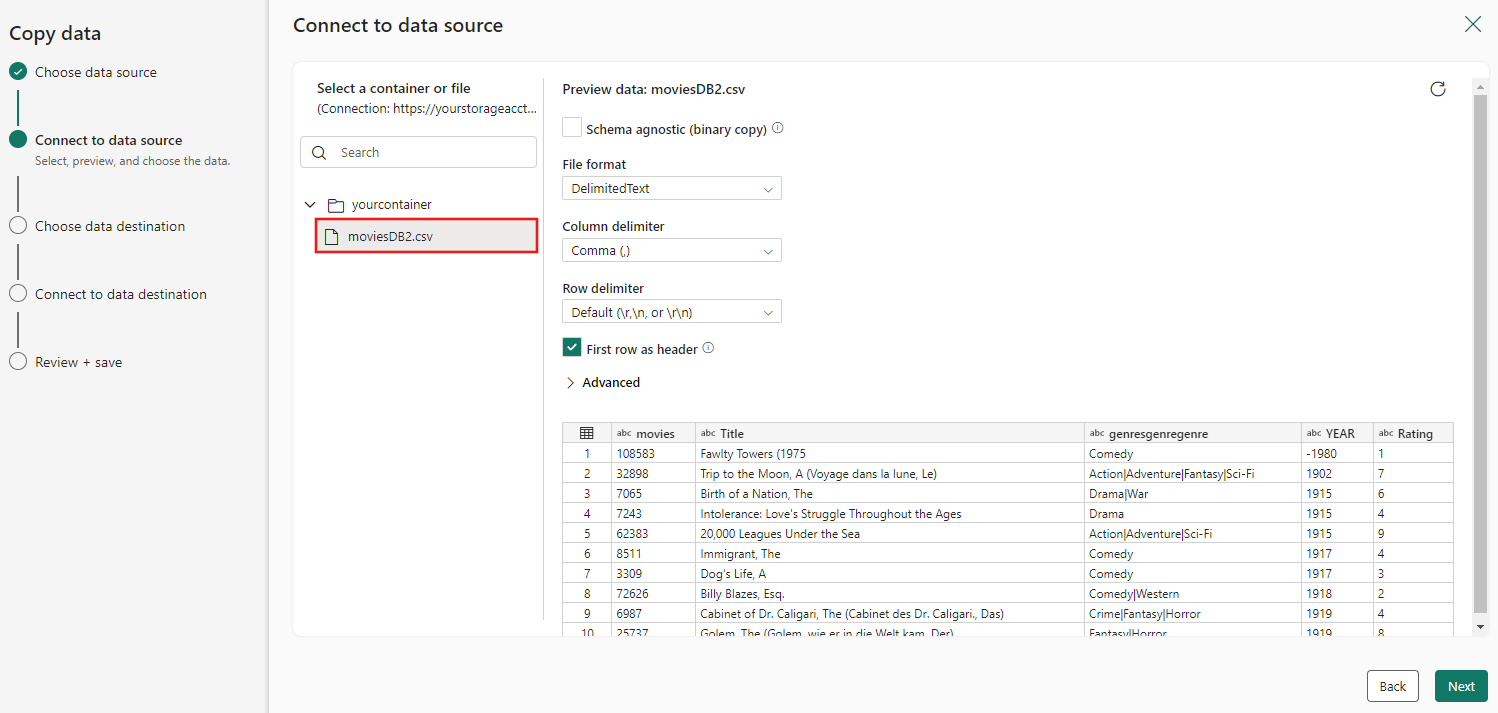 Copy data
Choose data source
Connect to data source
Select, preview, and choose the data.
Choose data destination
Connect to data destination
Review + save
Connect to data source
Select a container or file
(Connection: https://yourstorageacct...
Search
yourcontainer
moviesDB2.csv
Preview data: moviesDB2.csv
Schema agnostic (binary copy)
File format
DelimitedText
Column delimiter
Comma (,)
Row delimiter
Default (\r,\n, or \r\n)
First row as header
Advanced
abc movies abc Title abc genresgenregenre abc YEAR abc Rating
1 108583 Fawlty Towers (1975 Comedy -1980 1
2 32898 Trip to the Moon, A (Voyage dans la lune, Le) Action|Adventure|Fantasy|Sci-Fi 1902 7
3 7065 Birth of a Nation, The Drama|War 1915 6
4 7243 Intolerance: Love's Struggle Throughout the Ages Drama 1915 4
5 62383 20,000 Leagues Under the Sea Action|Adventure|Sci-Fi 1915 9
6 8511 Immigrant, The Comedy 1917 4
7 3309 Dog's Life, A Comedy 1917 3
8 72626 Billy Blazes, Esq. Comedy|Western 1918 2
9 6987 Cabinet of Dr. Caligari, The (Cabinet des Dr. Caligari., Das) Crime|Fantasy|Horror 1919 4
10 25737 Golem, The (Golem, wie er in die Welt kam, Der) Fantasy|Horror 1919 8
Back
Next